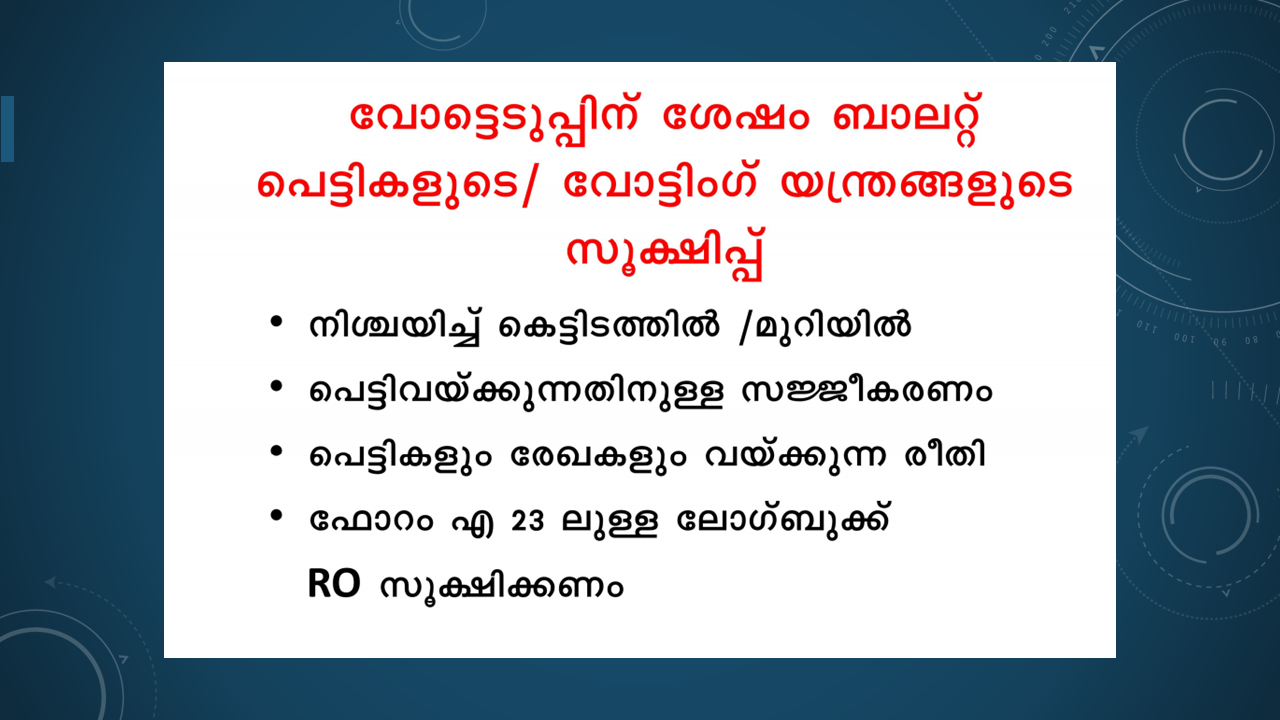 വോട്ടെടുപ്പിന് ശേഷം ബാലറ്റ്
പെട്ടികളുടെ/ വോട്ടിംഗ് യന്ത്രങ്ങളുടെ
സൂക്ഷിപ്പ്
• നിശ്ചയിച്ച് കെട്ടിടത്തിൽ /മുറിയിൽ
• പെട്ടിവയ്ക്കുന്നതിനുള്ള സജ്ജീകരണം
• പെട്ടികളും രേഖകളും വയ്ക്കുന്ന രീതി
• ഫോറം എ 23 ലുള്ള ലോഗ്ബുക്ക്
RO സൂക്ഷിക്കണം